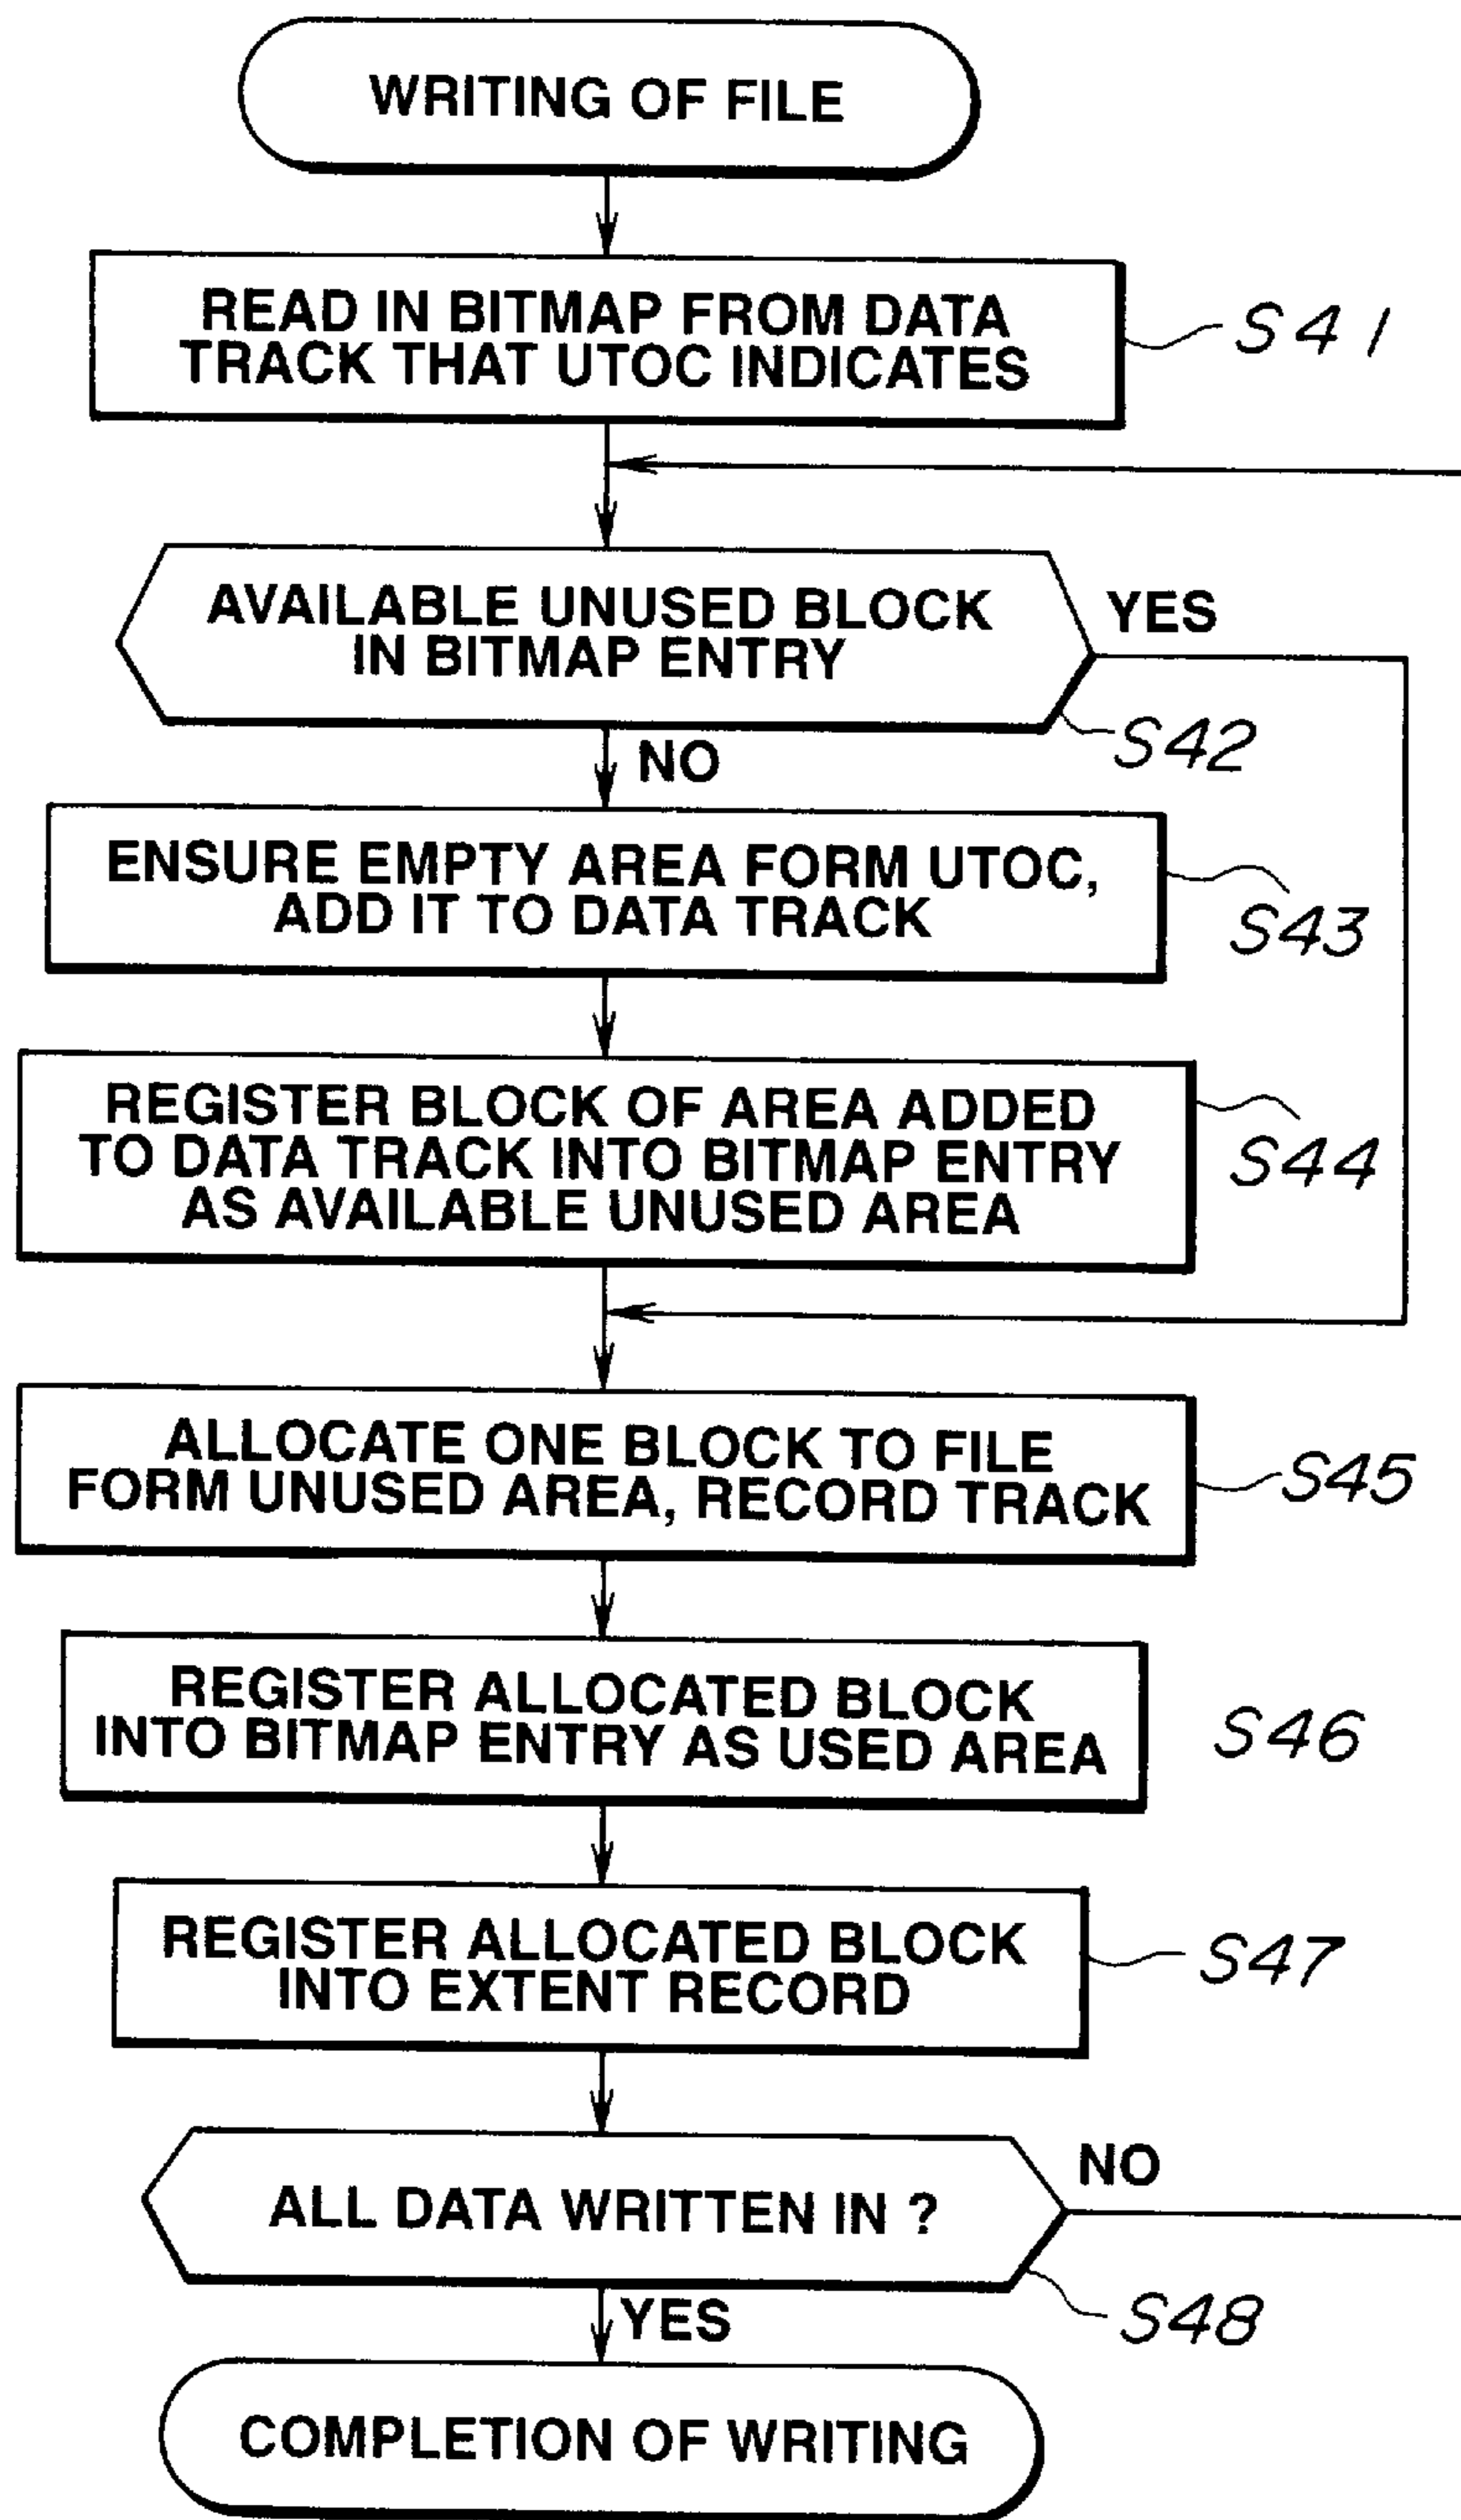 WRITING OF FILE
READ IN BITMAP FROM DATA
TRACK THAT UTOC INDICATES
S41
AVAILABLE UNUSED BLOCK
IN BITMAP ENTRY
YES
S42
NO
ENSURE EMPTY AREA FORM UTOC,
ADD IT TO DATA TRACK
S43
REGISTER BLOCK OF AREA ADDED
TO DATA TRACK INTO BITMAP ENTRY
AS AVAILABLE UNUSED AREA
S44
ALLOCATE ONE BLOCK TO FILE
FORM UNUSED AREA, RECORD TRACK
S45
REGISTER ALLOCATED BLOCK
INTO BITMAP ENTRY AS USED AREA
S46
REGISTER ALLOCATED BLOCK
INTO EXTENT RECORD
S47
ALL DATA WRITTEN IN ?
NO
S48
YES
COMPLETION OF WRITING